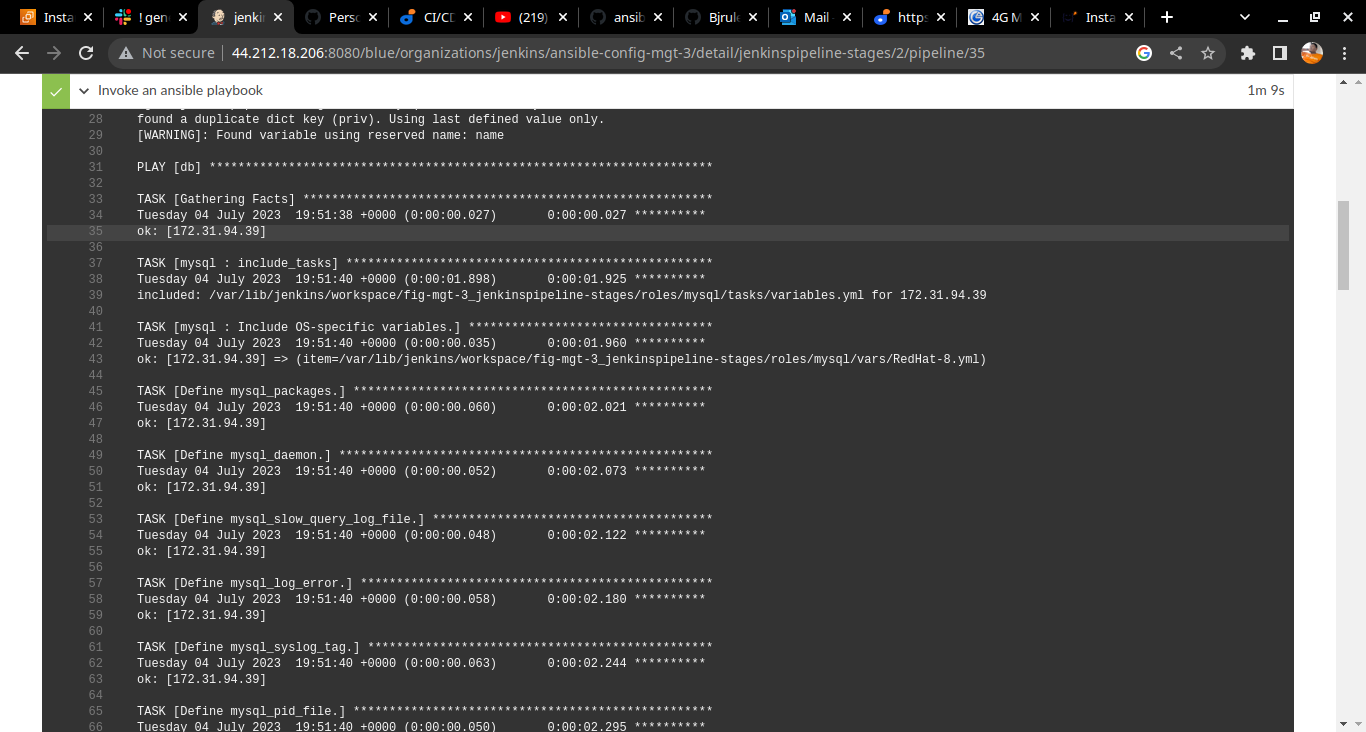 Insta
! gen
jenki
Perso
CI/CD
(219)
ansib
Bjrule
Mail -
https
4G M
Insta
Not secure 44.212.18.206:8080/blue/organizations/jenkins/ansible-config-mgt-3/detail/jenkinspipeline-stages/2/pipeline/35
Invoke an ansible playbook 1m 9s
28 found a duplicate dict key (priv). Using last defined value only.
29 [WARNING]: Found variable using reserved name: name
30
31 PLAY [db] **********************************************************************
32
33 TASK [Gathering Facts] *********************************************************
34 Tuesday 04 July 2023  19:51:38 +0000 (0:00:00.027)       0:00:00.027 **********
35 ok: [172.31.94.39]
36
37 TASK [mysql : include_tasks] ***************************************************
38 Tuesday 04 July 2023  19:51:40 +0000 (0:00:01.898)       0:00:01.925 **********
39 included: /var/lib/jenkins/workspace/fig-mgt-3_jenkinspipeline-stages/roles/mysql/tasks/variables.yml for 172.31.94.39
40
41 TASK [mysql : Include OS-specific variables.] **********************************
42 Tuesday 04 July 2023  19:51:40 +0000 (0:00:00.035)       0:00:01.960 **********
43 ok: [172.31.94.39] => (item=/var/lib/jenkins/workspace/fig-mgt-3_jenkinspipeline-stages/roles/mysql/vars/RedHat-8.yml)
44
45 TASK [Define mysql_packages.] **************************************************
46 Tuesday 04 July 2023  19:51:40 +0000 (0:00:00.060)       0:00:02.021 **********
47 ok: [172.31.94.39]
48
49 TASK [Define mysql_daemon.] ****************************************************
50 Tuesday 04 July 2023  19:51:40 +0000 (0:00:00.052)       0:00:02.073 **********
51 ok: [172.31.94.39]
52
53 TASK [Define mysql_slow_query_log_file.] ***************************************
54 Tuesday 04 July 2023  19:51:40 +0000 (0:00:00.048)       0:00:02.122 **********
55 ok: [172.31.94.39]
56
57 TASK [Define mysql_log_error.] *************************************************
58 Tuesday 04 July 2023  19:51:40 +0000 (0:00:00.058)       0:00:02.180 **********
59 ok: [172.31.94.39]
60
61 TASK [Define mysql_syslog_tag.] ************************************************
62 Tuesday 04 July 2023  19:51:40 +0000 (0:00:00.063)       0:00:02.244 **********
63 ok: [172.31.94.39]
64
65 TASK [Define mysql_pid_file.] **************************************************
66 Tuesday 04 July 2023  19:51:40 +0000 (0:00:00.050)       0:00:02.295 **********